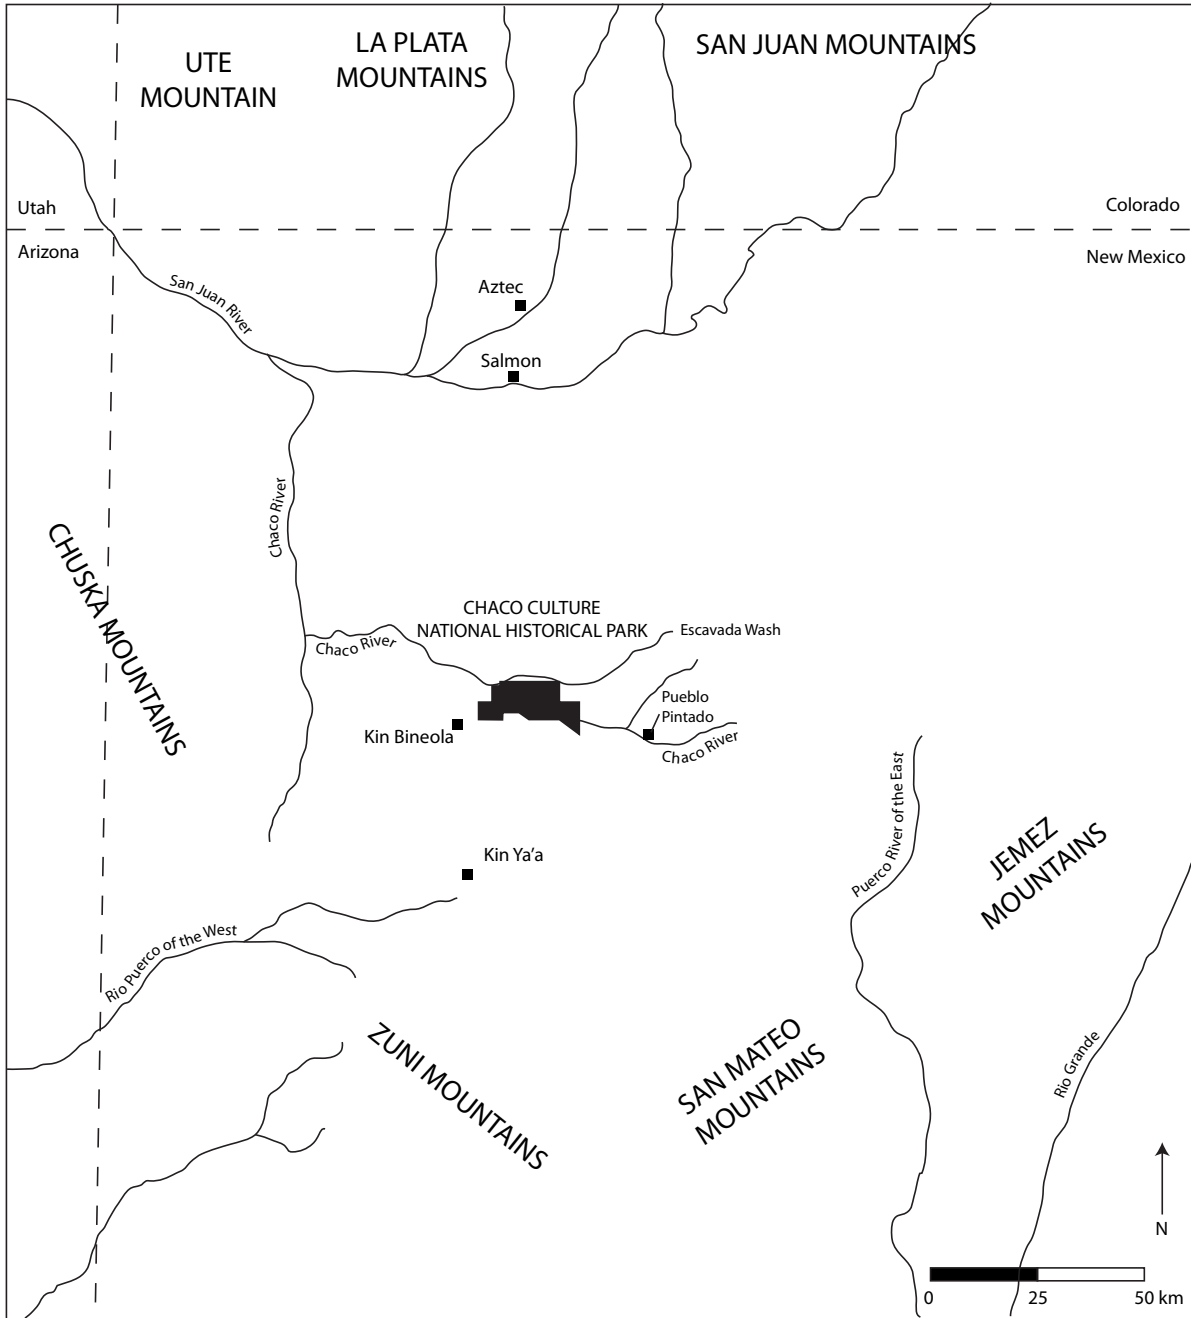 UTE
MOUNTAIN
LA PLATA
MOUNTAINS
SAN JUAN MOUNTAINS
Utah
Colorado
Arizona
New Mexico
San Juan River
Aztec
Salmon
Chaco River
CHUSKA MOUNTAINS
CHACO CULTURE
NATIONAL HISTORICAL PARK
Escavada Wash
Chaco River
Pueblo
Pintado
Kin Bineola
Chaco River
Puerco River of the East
JEMEZ
MOUNTAINS
Kin Ya'a
Rio Puerco of the West
ZUNI MOUNTAINS
SAN MATEO
MOUNTAINS
Rio Grande
N
0 25 50 km